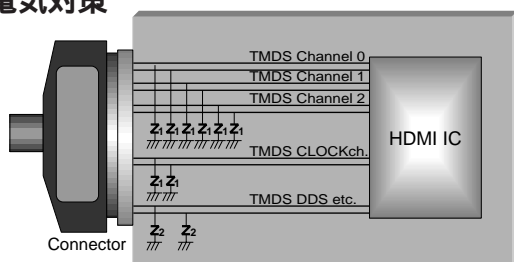 電気対策
TMDS Channel 0
TMDS Channel 1
TMDS Channel 2
Z1 Z1 Z1 Z1 Z1 Z1
HDMI IC
TMDS CLOCKch.
Z1 Z1
TMDS DDS etc.
Z2 Z2
Connector